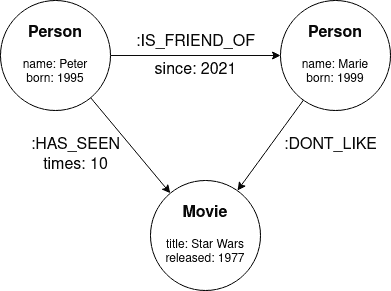 Person
name: Peter
born: 1995
:IS_FRIEND_OF
since: 2021
Person
name: Marie
born: 1999
:HAS_SEEN
times: 10
:DONT_LIKE
Movie
title: Star Wars
released: 1977